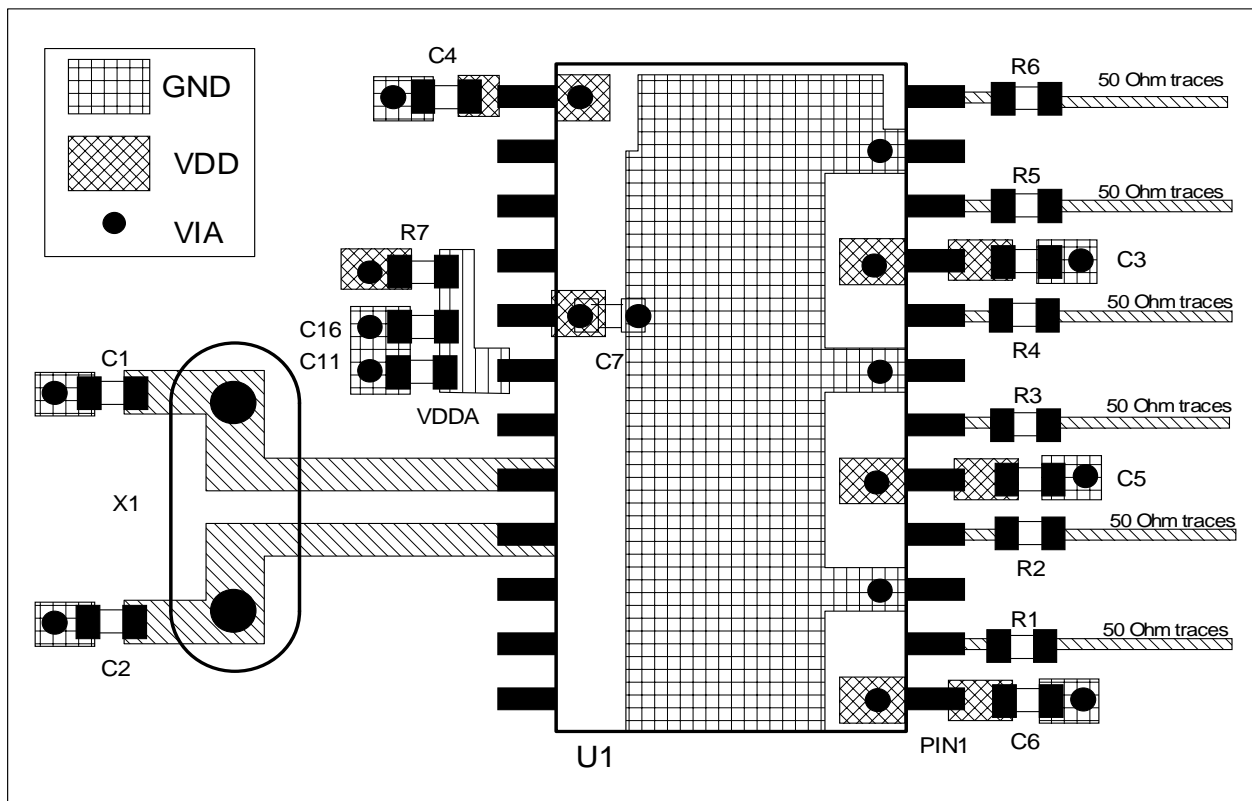 C4
R6
50 Ohm traces
GND
VDD
R5
50 Ohm traces
VIA
R7
C3
C16
50 Ohm traces
C1
C11
C7
R4
R3
50 Ohm traces
VDDA
C5
X1
50 Ohm traces
R2
R1
50 Ohm traces
C2
PIN1
C6
U1